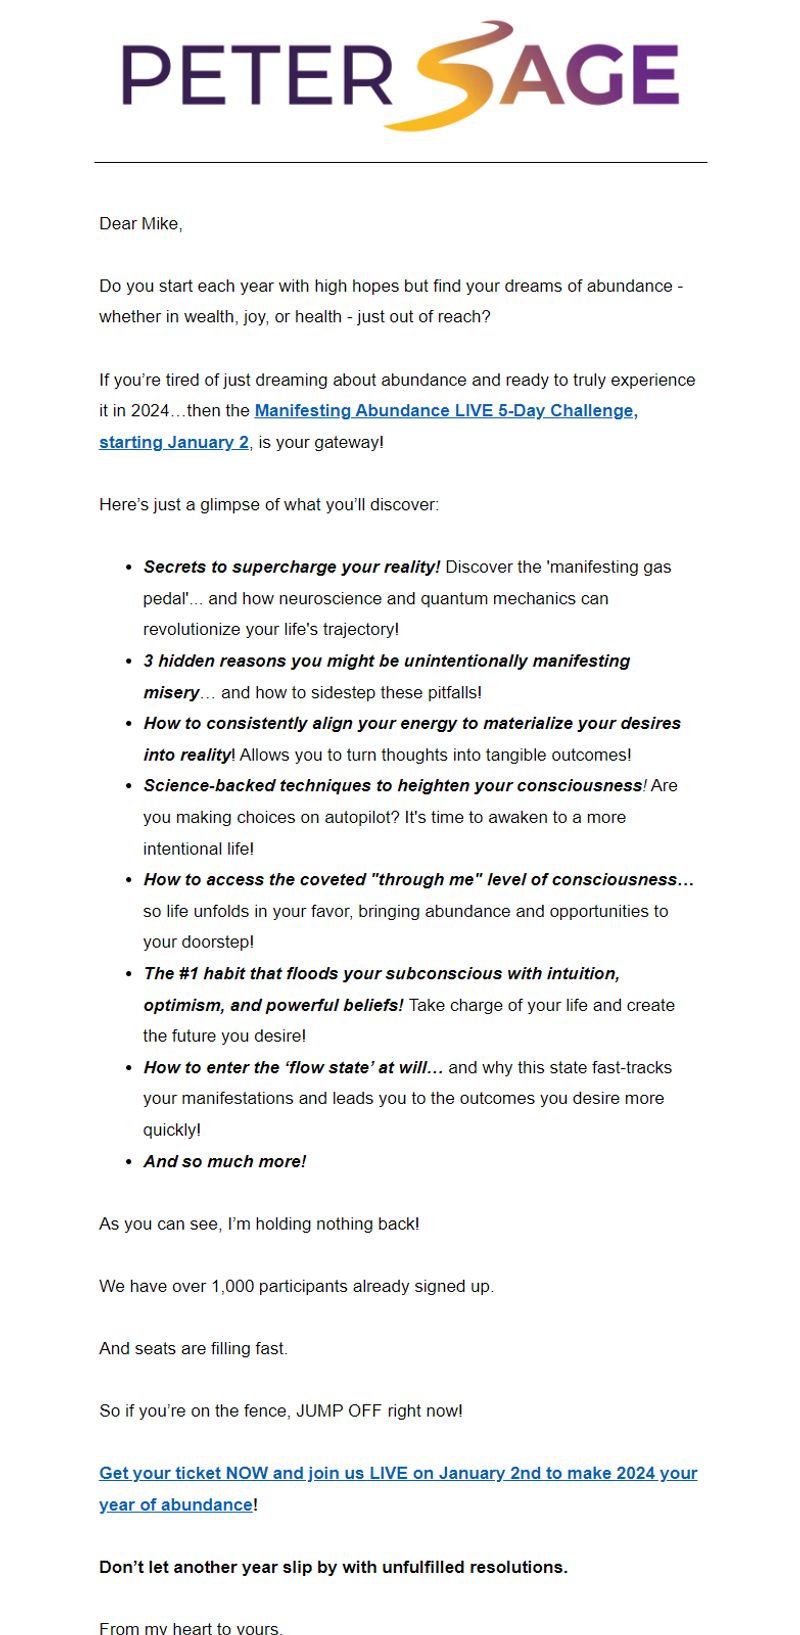 PETER SAGE
Dear Mike,
Do you start each year with high hopes but find your dreams of abundance -
whether in wealth, joy, or health - just out of reach?
If you’re tired of just dreaming about abundance and ready to truly experience
it in 2024…then the Manifesting Abundance LIVE 5-Day Challenge,
starting January 2, is your gateway!
Here’s just a glimpse of what you’ll discover:
• Secrets to supercharge your reality! Discover the 'manifesting gas
pedal'... and how neuroscience and quantum mechanics can
revolutionize your life's trajectory!
• 3 hidden reasons you might be unintentionally manifesting
misery… and how to sidestep these pitfalls!
• How to consistently align your energy to materialize your desires
into reality! Allows you to turn thoughts into tangible outcomes!
• Science-backed techniques to heighten your consciousness! Are
you making choices on autopilot? It's time to awaken to a more
intentional life!
• How to access the coveted "through me" level of consciousness…
so life unfolds in your favor, bringing abundance and opportunities to
your doorstep!
• The #1 habit that floods your subconscious with intuition,
optimism, and powerful beliefs! Take charge of your life and create
the future you desire!
• How to enter the ‘flow state’ at will… and why this state fast-tracks
your manifestations and leads you to the outcomes you desire more
quickly!
• And so much more!
As you can see, I’m holding nothing back!
We have over 1,000 participants already signed up.
And seats are filling fast.
So if you’re on the fence, JUMP OFF right now!
Get your ticket NOW and join us LIVE on January 2nd to make 2024 your
year of abundance!
Don’t let another year slip by with unfulfilled resolutions.
From my heart to yours,